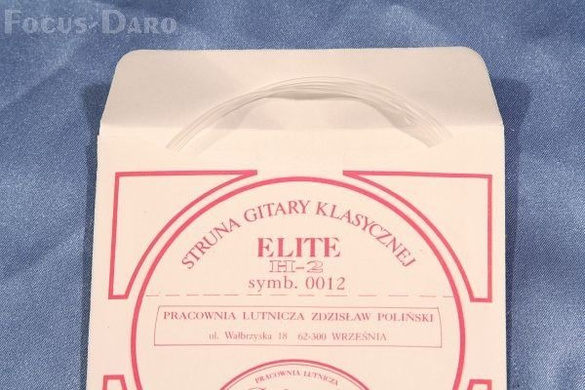 Focus-Daro
STRUNA GITARY KLASYCZNEJ
ELITE
H-2
symb. 0012
PRACOWNIA LUTNICZA ZDZISŁAW POLIŃSKI
ul. Wałbrzyska 18 62-300 WRZEŚNIA
PRACOWNIA LUTNICZA